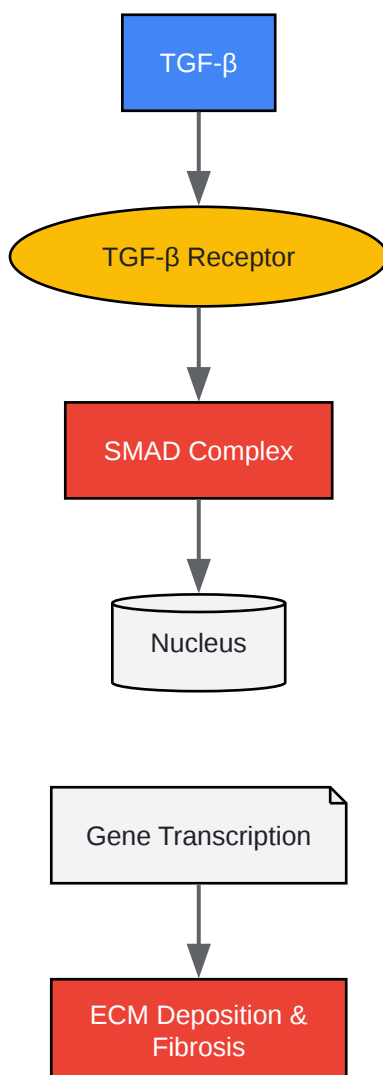 TGF-β
TGF-β Receptor
SMAD Complex
Nucleus
Gene Transcription
ECM Deposition &
Fibrosis